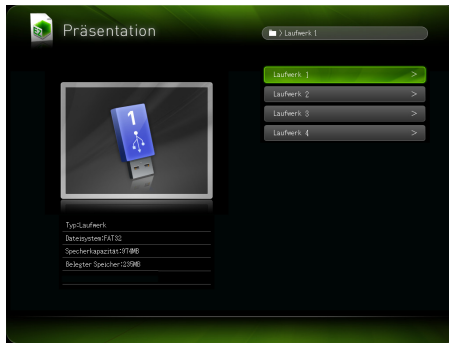 Präsentation
〉Laufwerk 1
Laufwerk 1 >
Laufwerk 2 >
Laufwerk 3 >
Laufwerk 4 >
1
Typ:Laufwerk
Dateisystem:FAT32
Specherkapazität:974MB
Belegter Speicher:235MB